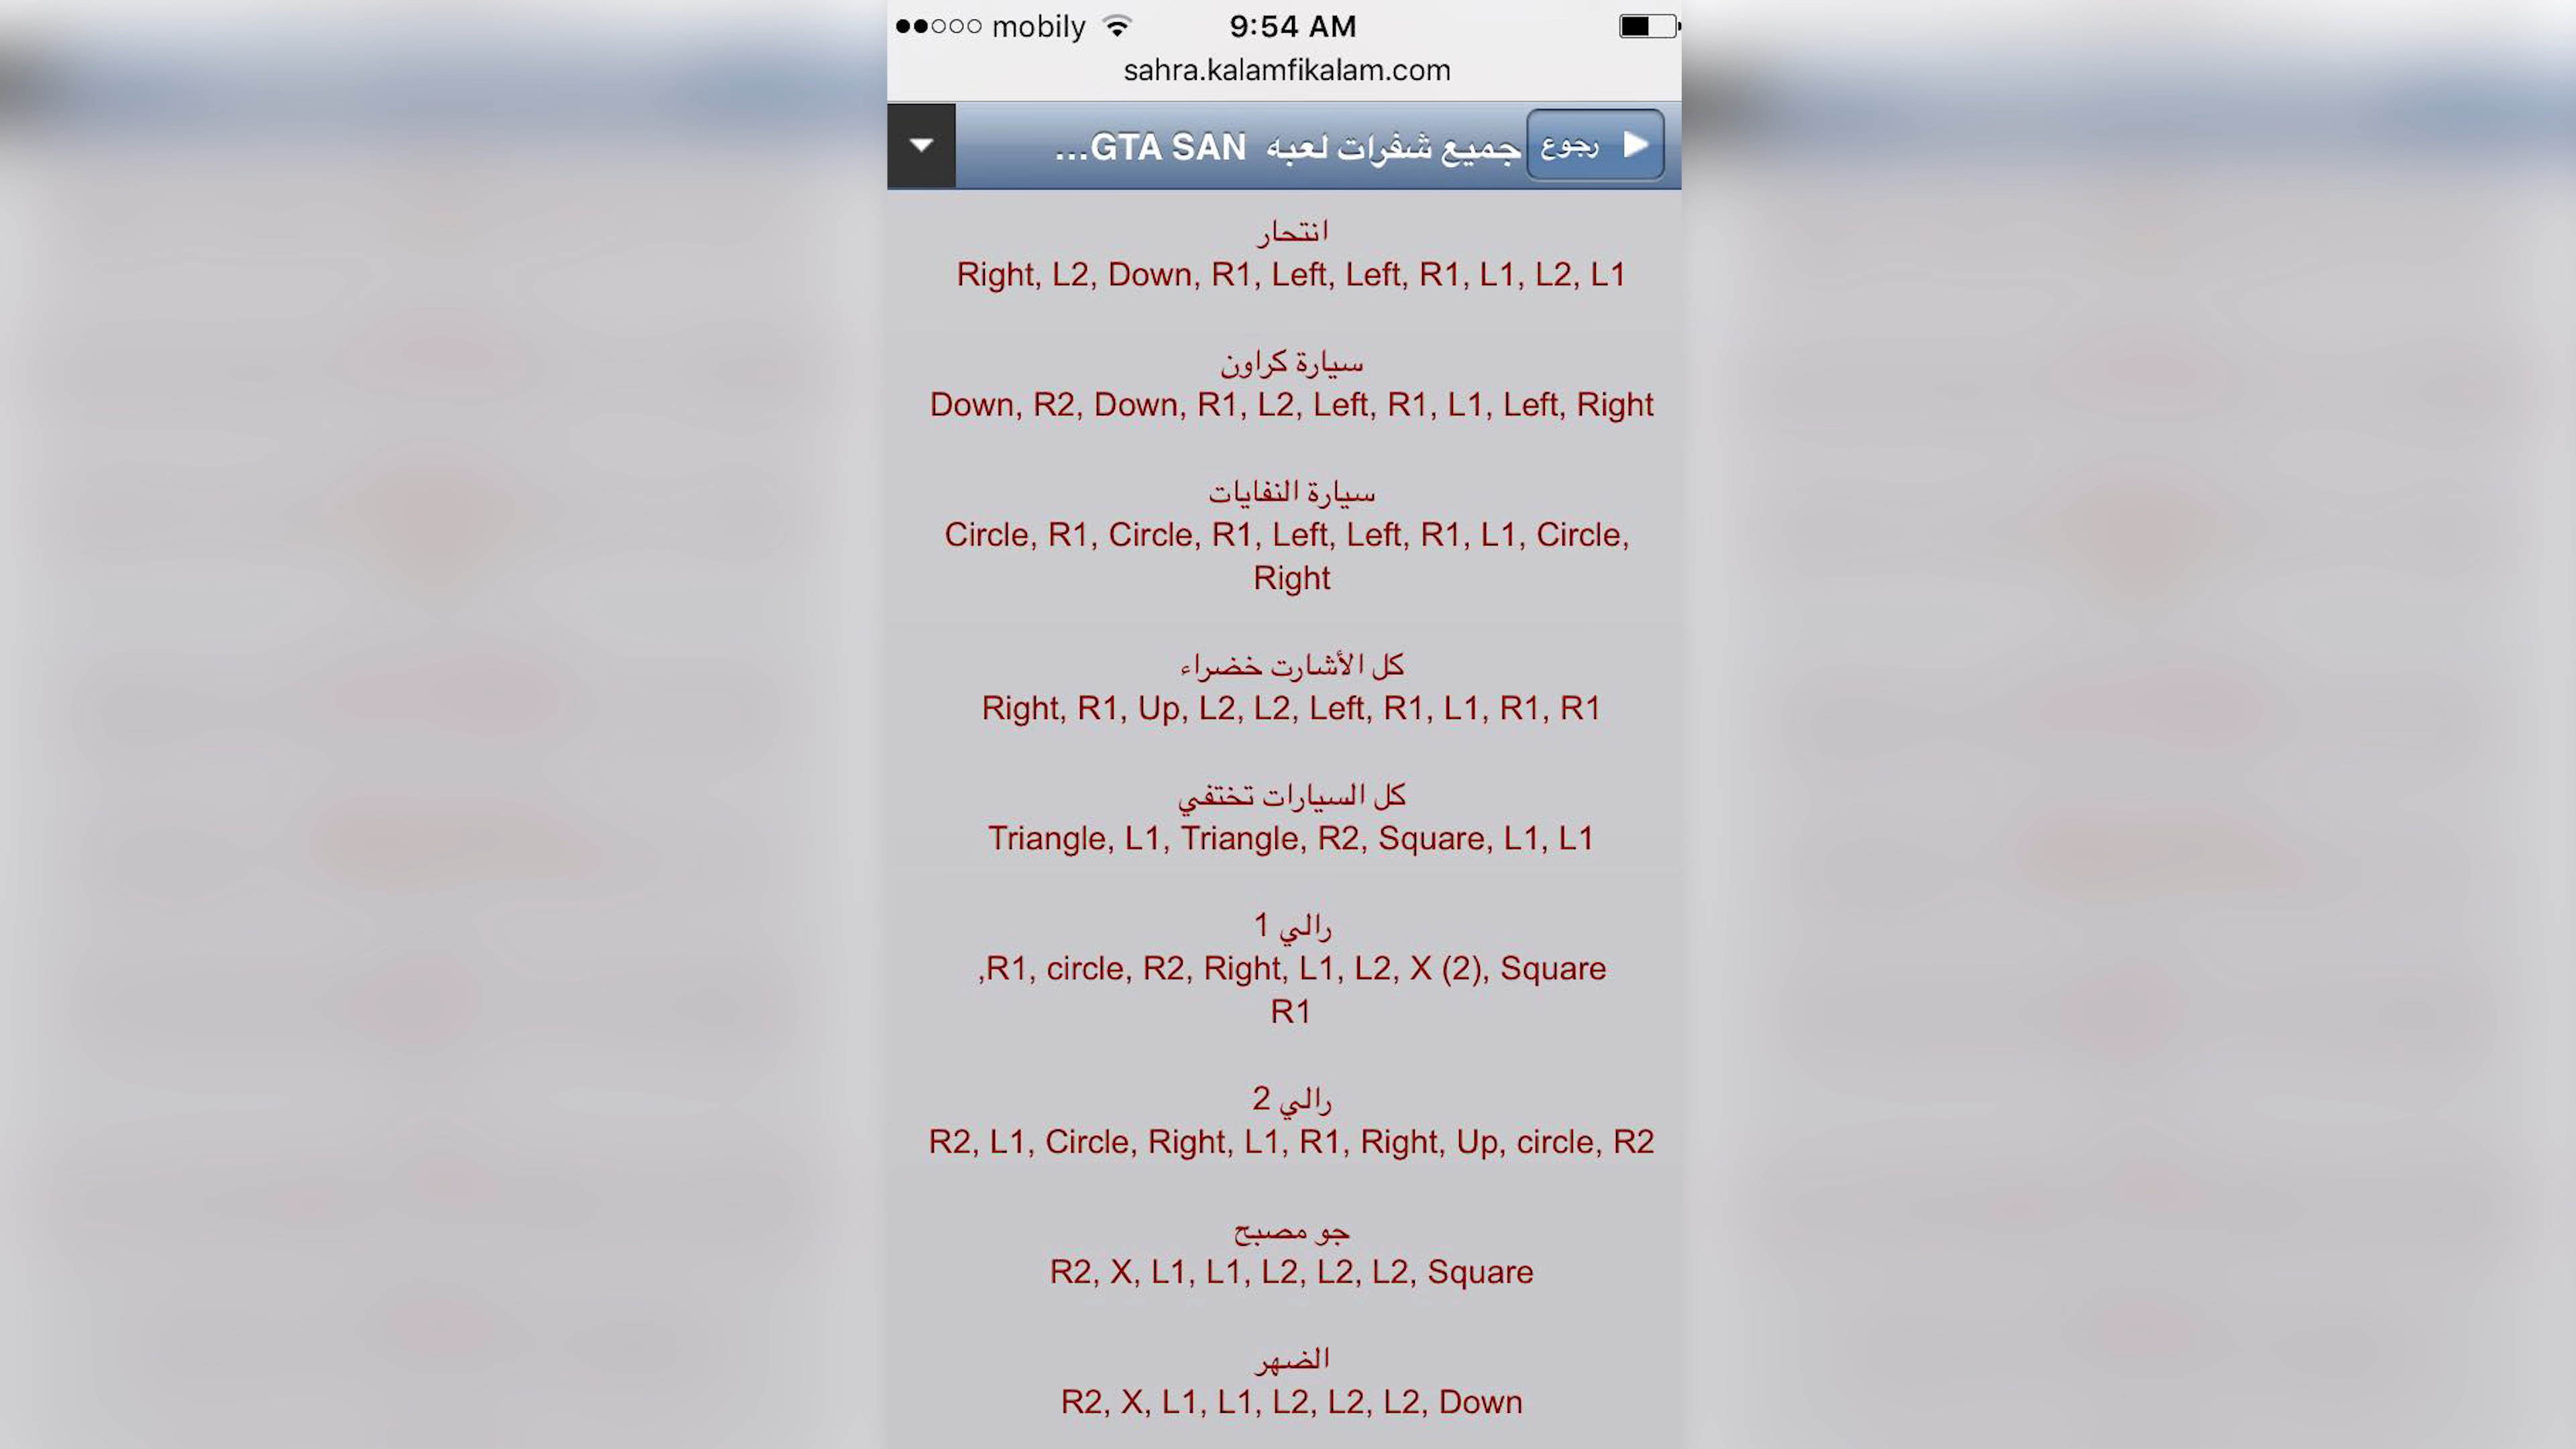 mobily 9:54 AM
sahra.kalamfikalam.com
رجوع
جميع شفرات لعبه GTA SAN...
انتحار
Right, L2, Down, R1, Left, Left, R1, L1, L2, L1
سيارة كراون
Down, R2, Down, R1, L2, Left, R1, L1, Left, Right
سيارة النفايات
Circle, R1, Circle, R1, Left, Left, R1, L1, Circle,
Right
كل الأشارت خضراء
Right, R1, Up, L2, L2, Left, R1, L1, R1, R1
كل السيارات تختفي
Triangle, L1, Triangle, R2, Square, L1, L1
رالي 1
,R1, circle, R2, Right, L1, L2, X (2), Square
R1
رالي 2
R2, L1, Circle, Right, L1, R1, Right, Up, circle, R2
جو مصبح
R2, X, L1, L1, L2, L2, L2, Square
الضهر
R2, X, L1, L1, L2, L2, L2, Down